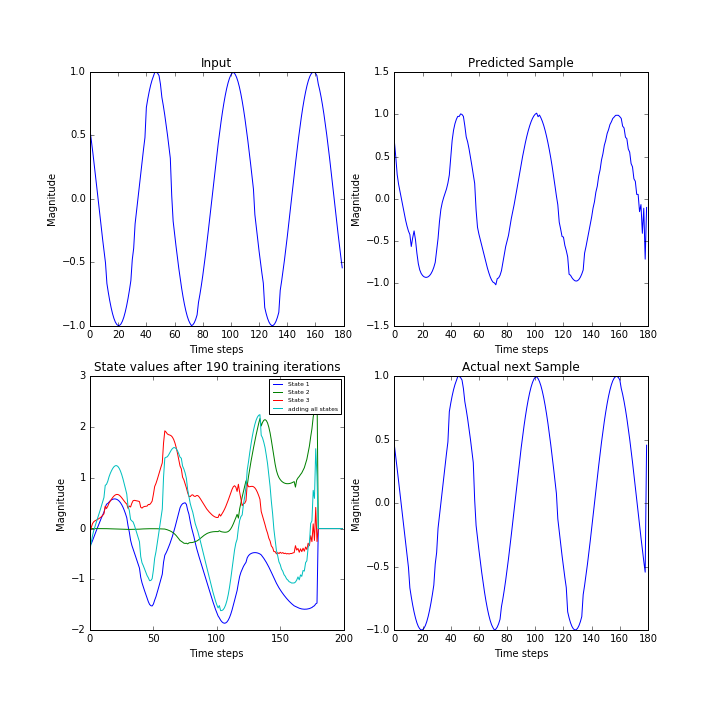 Input
1.0
0.5
0.0
−0.5
−1.0
Magnitude
0 20 40 60 80 100 120 140 160 180
Time steps
Predicted Sample
1.5
1.0
0.5
0.0
−0.5
−1.0
−1.5
Magnitude
0 20 40 60 80 100 120 140 160 180
Time steps
State values after 190 training iterations
3
2
1
0
−1
−2
Magnitude
State 1
State 2
State 3
adding all states
0 50 100 150 200
Time steps
Actual next Sample
1.0
0.5
0.0
−0.5
−1.0
Magnitude
0 20 40 60 80 100 120 140 160 180
Time steps